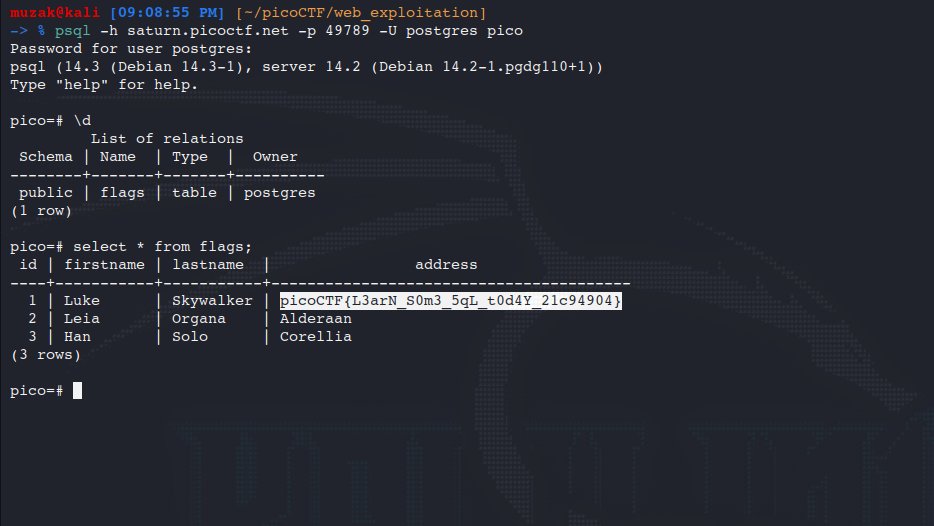 muzak@kali [09:08:55 PM] [~/picoCTF/web_exploitation]
-> % psql -h saturn.picoctf.net -p 49789 -U postgres pico
Password for user postgres:
psql (14.3 (Debian 14.3-1), server 14.2 (Debian 14.2-1.pgdg110+1))
Type "help" for help.

pico=# \d
         List of relations
 Schema | Name  | Type  |  Owner
--------+-------+-------+----------
 public | flags | table | postgres
(1 row)

pico=# select * from flags;
 id | firstname | lastname  |                address
----+-----------+-----------+----------------------------------------
  1 | Luke      | Skywalker | picoCTF{L3arN_S0m3_5qL_t0d4Y_21c94904}
  2 | Leia      | Organa    | Alderaan
  3 | Han       | Solo      | Corellia
(3 rows)

pico=#